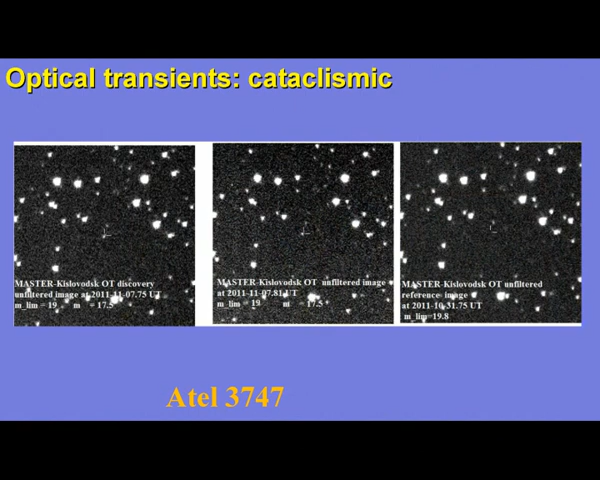 Optical transients: cataclismic
MASTER-Kislovodsk OT discovery
unfiltered image at 2011-11-07.75 UT
m_lim = 19 m = 17.5
MASTER-Kislovodsk OT unfiltered image
at 2011-11-07.81 UT
m_lim = 19 m = 17.5
MASTER-Kislovodsk OT unfiltered
reference image
at 2011-10-31.75 UT
m_lim=19.8
Atel 3747